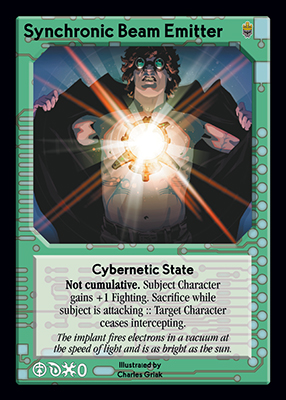 Synchronic Beam Emitter
Cybernetic State
Not cumulative. Subject Character
gains +1 Fighting. Sacrifice while
subject is attacking :: Target Character
ceases intercepting.
The implant fires electrons in a vacuum at
the speed of light and is as bright as the sun.
0
Illustrated by
Charles Griak